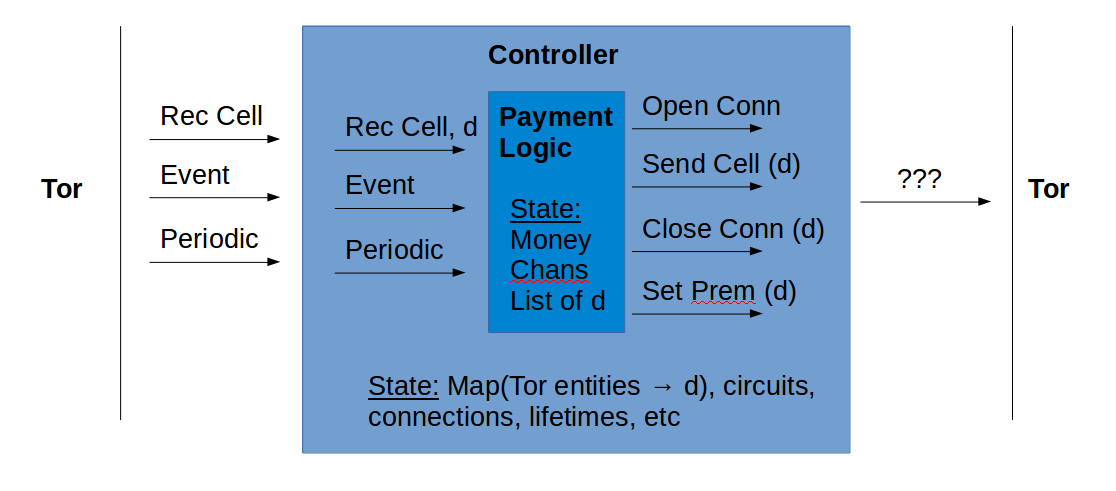 Controller
Tor
Rec Cell
Event
Periodic
Rec Cell, d
Event
Periodic
Payment
Logic
State:
Money
Chans
List of d
Open Conn
Send Cell (d)
Close Conn (d)
Set Prem (d)
???
Tor
State: Map(Tor entities → d), circuits,
connections, lifetimes, etc